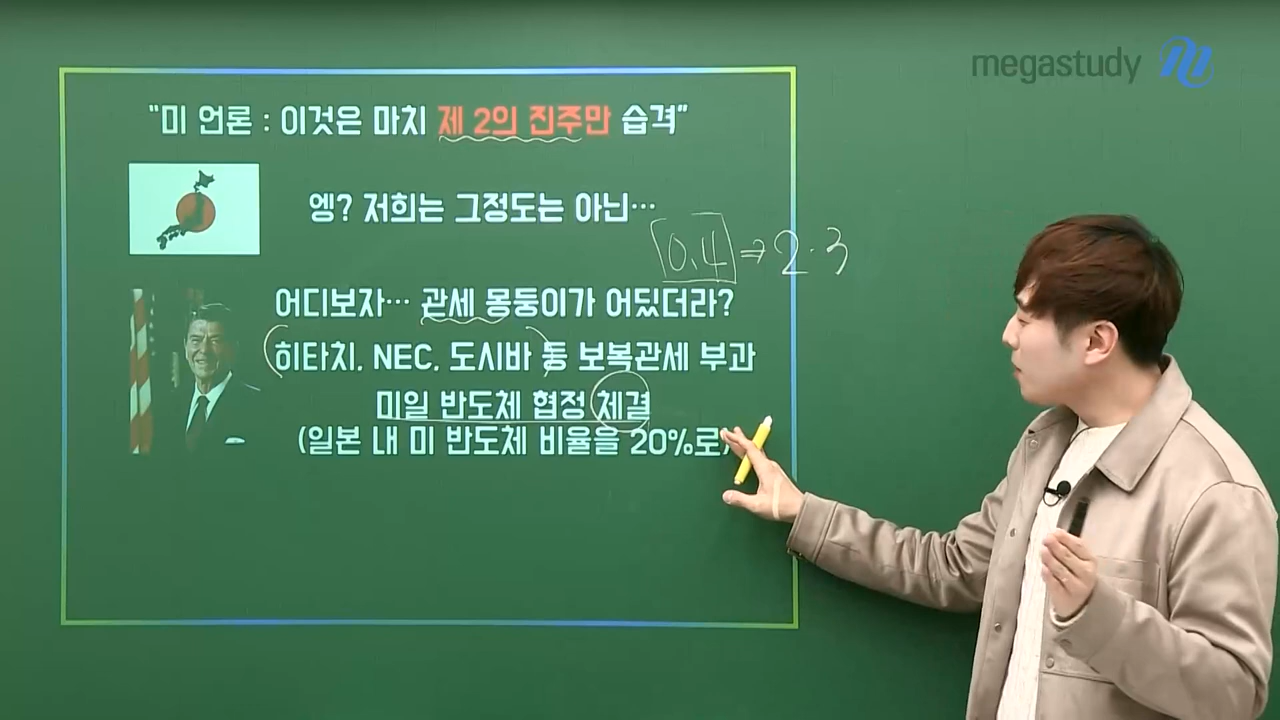 megastudy
"미 언론 : 이것은 마치 제 2의 진주만 습격"
엥? 저희는 그정도는 아닌…
0.4 ⇒ 2.3
어디보자… 관세 몽둥이가 어딨더라?
히타치, NEC, 도시바 등 보복관세 부과
미일 반도체 협정 체결
(일본 내 미 반도체 비율을 20%로)